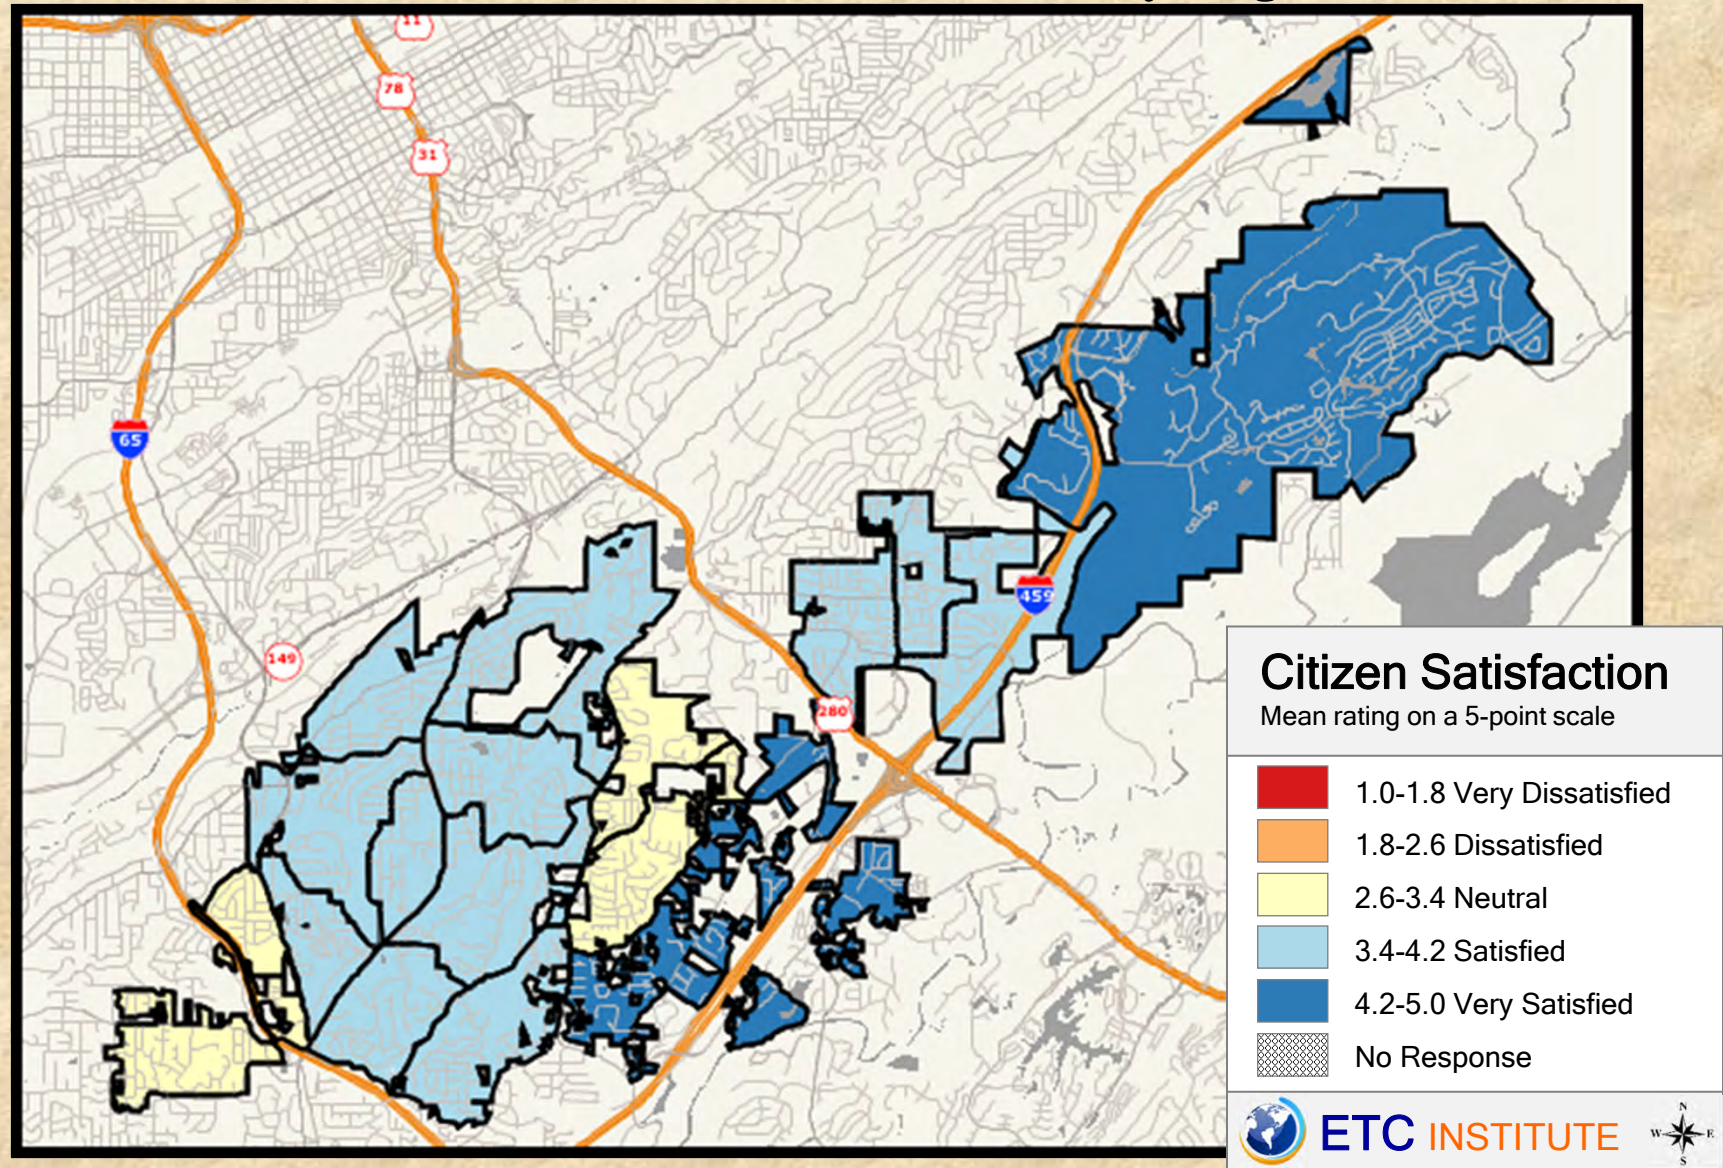 11
78
31
65
149
459
280
Citizen Satisfaction
Mean rating on a 5-point scale
1.0-1.8 Very Dissatisfied
1.8-2.6 Dissatisfied
2.6-3.4 Neutral
3.4-4.2 Satisfied
4.2-5.0 Very Satisfied
No Response
ETC INSTITUTE
N
W E
S